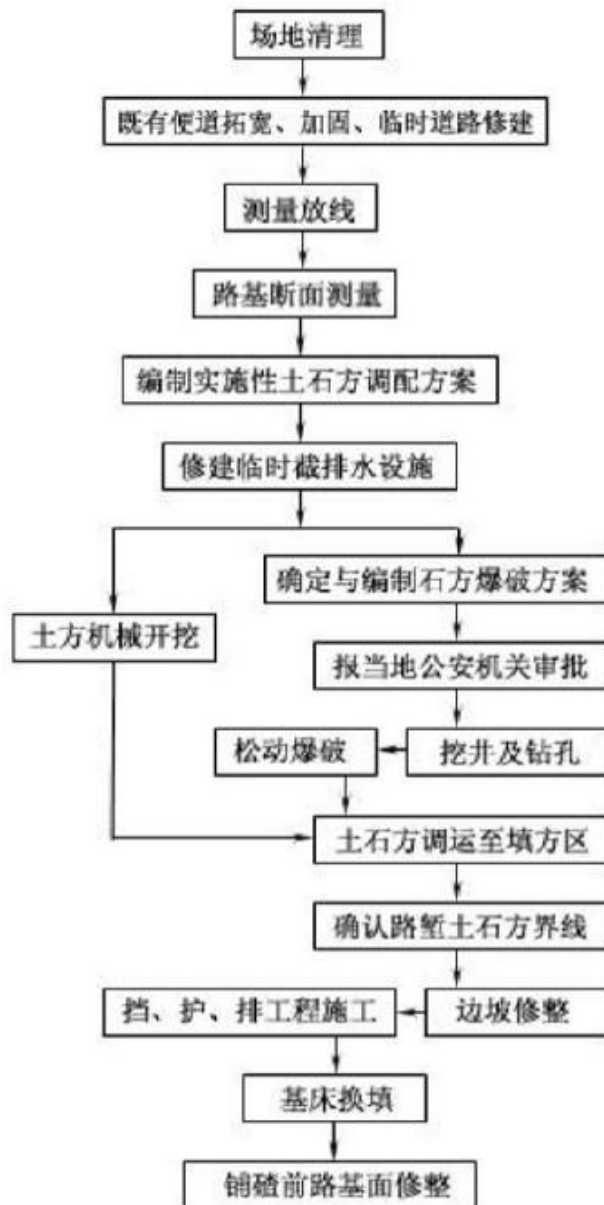 场地清理
既有便道拓宽、加固、临时道路修建
测量放线
路基断面测量
编制实施性土石方调配方案
修建临时截排水设施
确定与编制石方爆破方案
土方机械开挖
报当地公安机关审批
松动爆破
挖井及钻孔
土石方调运至填方区
确认路堑土石方界线
挡、护、排工程施工
边坡修整
基床换填
铺碴前路基面修整